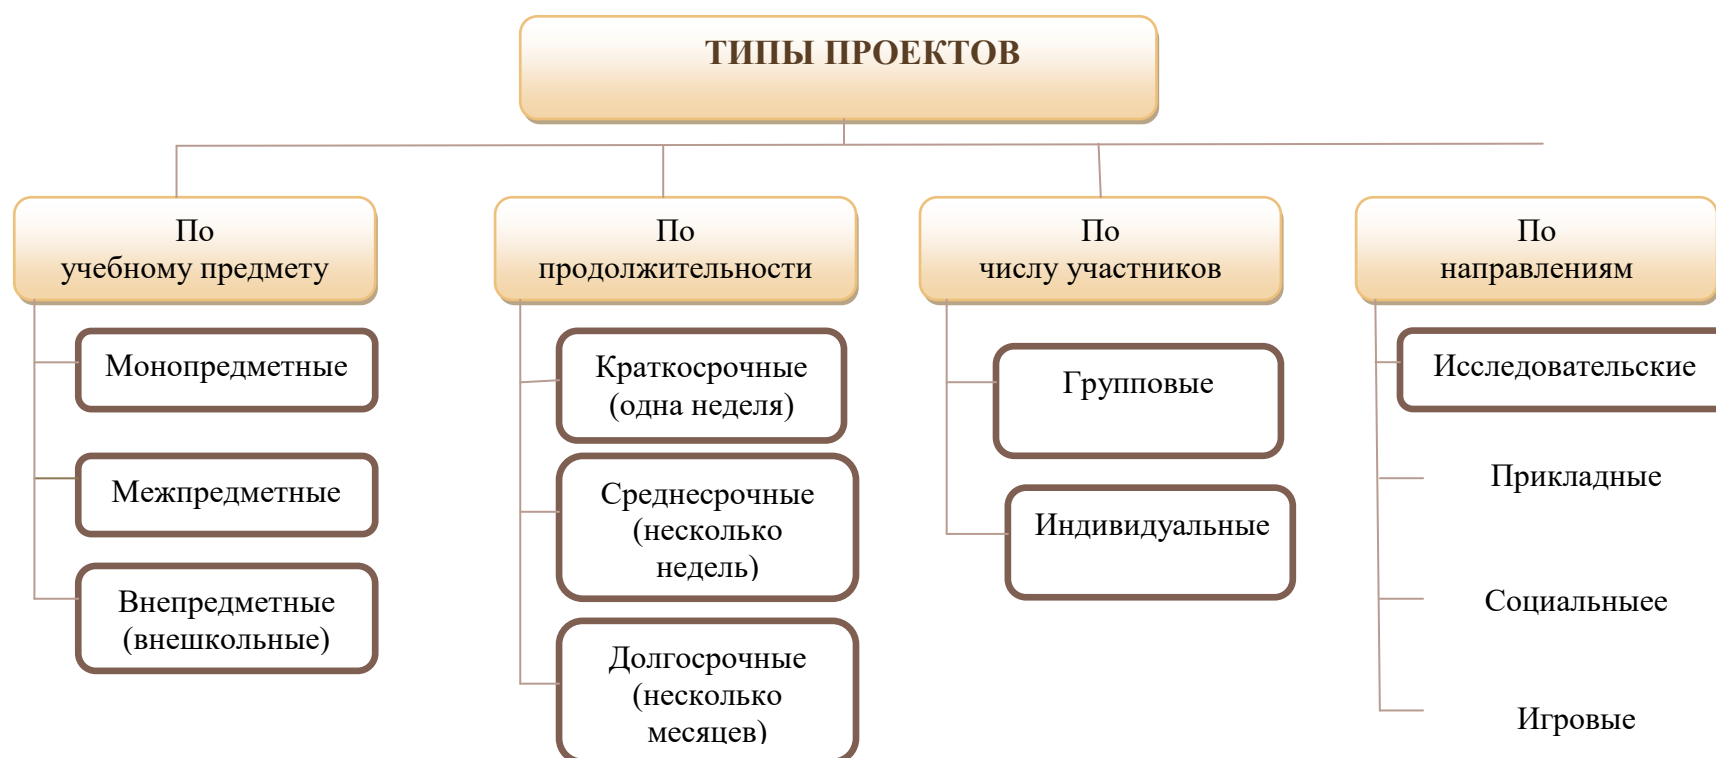 ТИПЫ ПРОЕКТОВ
По
учебному предмету
Монопредметные
Межпредметные
Внепредметные
(внешкольные)
По
продолжительности
Краткосрочные
(одна неделя)
Среднесрочные
(несколько
недель)
Долгосрочные
(несколько
месяцев)
По
числу участников
Групповые
Индивидуальные
По
направлениям
Исследовательские
Прикладные
Социальныее
Игровые